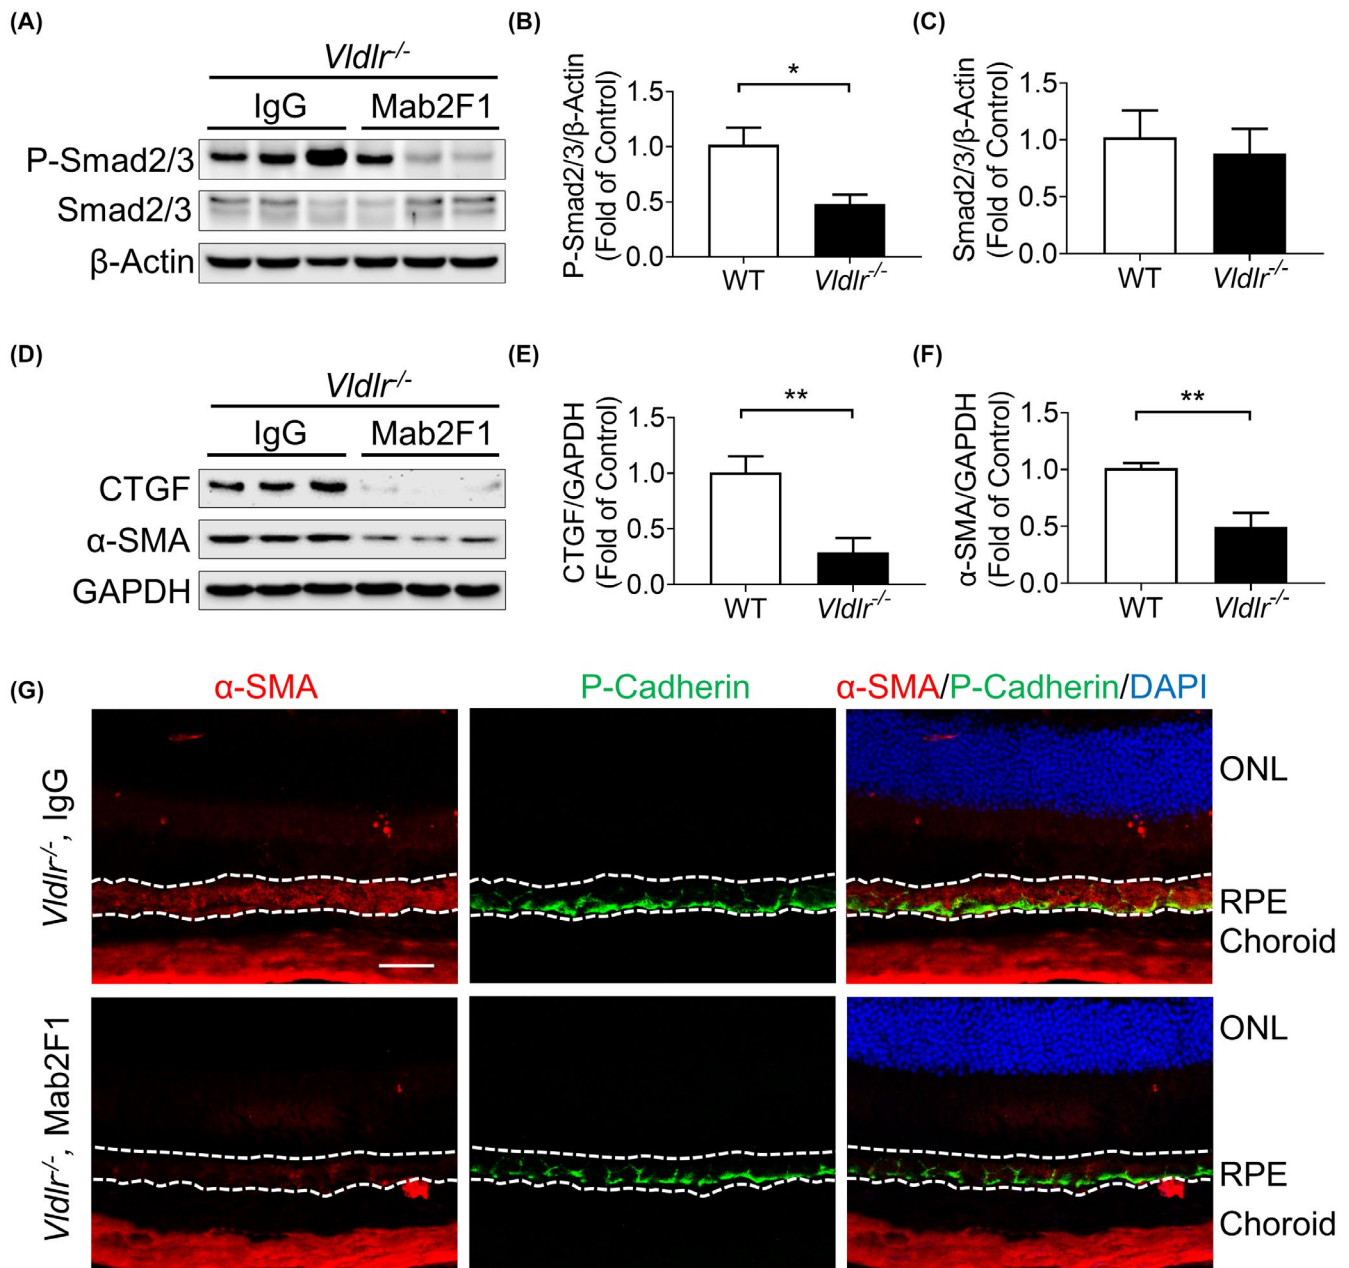 (A)
Vldlr-/-
IgG Mab2F1
P-Smad2/3
Smad2/3
β-Actin
(B)
P-Smad2/3/β-Actin
(Fold of Control)
1.5
1.0
0.5
0.0
*
WT Vldlr-/-
(C)
Smad2/3/β-Actin
(Fold of Control)
1.5
1.0
0.5
0.0
WT Vldlr-/-
(D)
Vldlr-/-
IgG Mab2F1
CTGF
α-SMA
GAPDH
(E)
CTGF/GAPDH
(Fold of Control)
1.5
1.0
0.5
0.0
**
WT Vldlr-/-
(F)
α-SMA/GAPDH
(Fold of Control)
1.5
1.0
0.5
0.0
**
WT Vldlr-/-
(G)
α-SMA P-Cadherin α-SMA/P-Cadherin/DAPI
Vldlr-/-, IgG
ONL
RPE
Choroid
Vldlr-/-, Mab2F1
ONL
RPE
Choroid